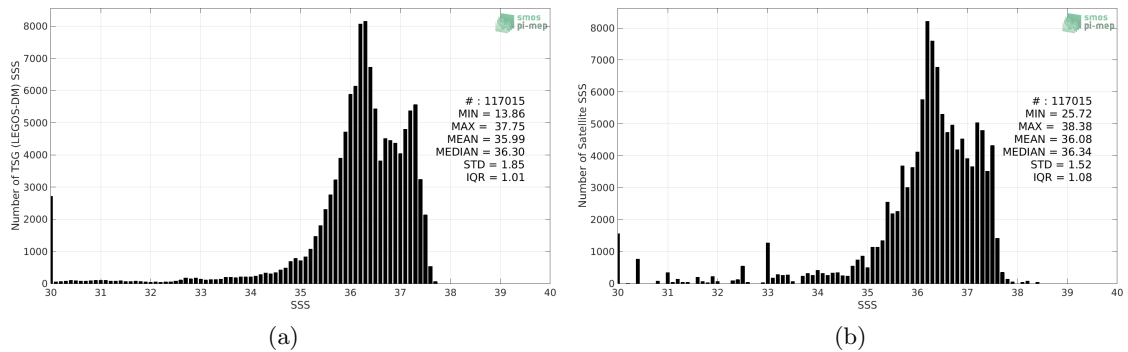 smos
pi-mep
Number of TSG (LEGOS-DM) SSS
8000
7000
6000
5000
4000
3000
2000
1000
0
# : 117015
MIN = 13.86
MAX = 37.75
MEAN = 35.99
MEDIAN = 36.30
STD = 1.85
IQR = 1.01
30 31 32 33 34 35 36 37 38 39 40
SSS
(a)
smos
pi-mep
Number of Satellite SSS
8000
7000
6000
5000
4000
3000
2000
1000
0
# : 117015
MIN = 25.72
MAX = 38.38
MEAN = 36.08
MEDIAN = 36.34
STD = 1.52
IQR = 1.08
30 31 32 33 34 35 36 37 38 39 40
SSS
(b)